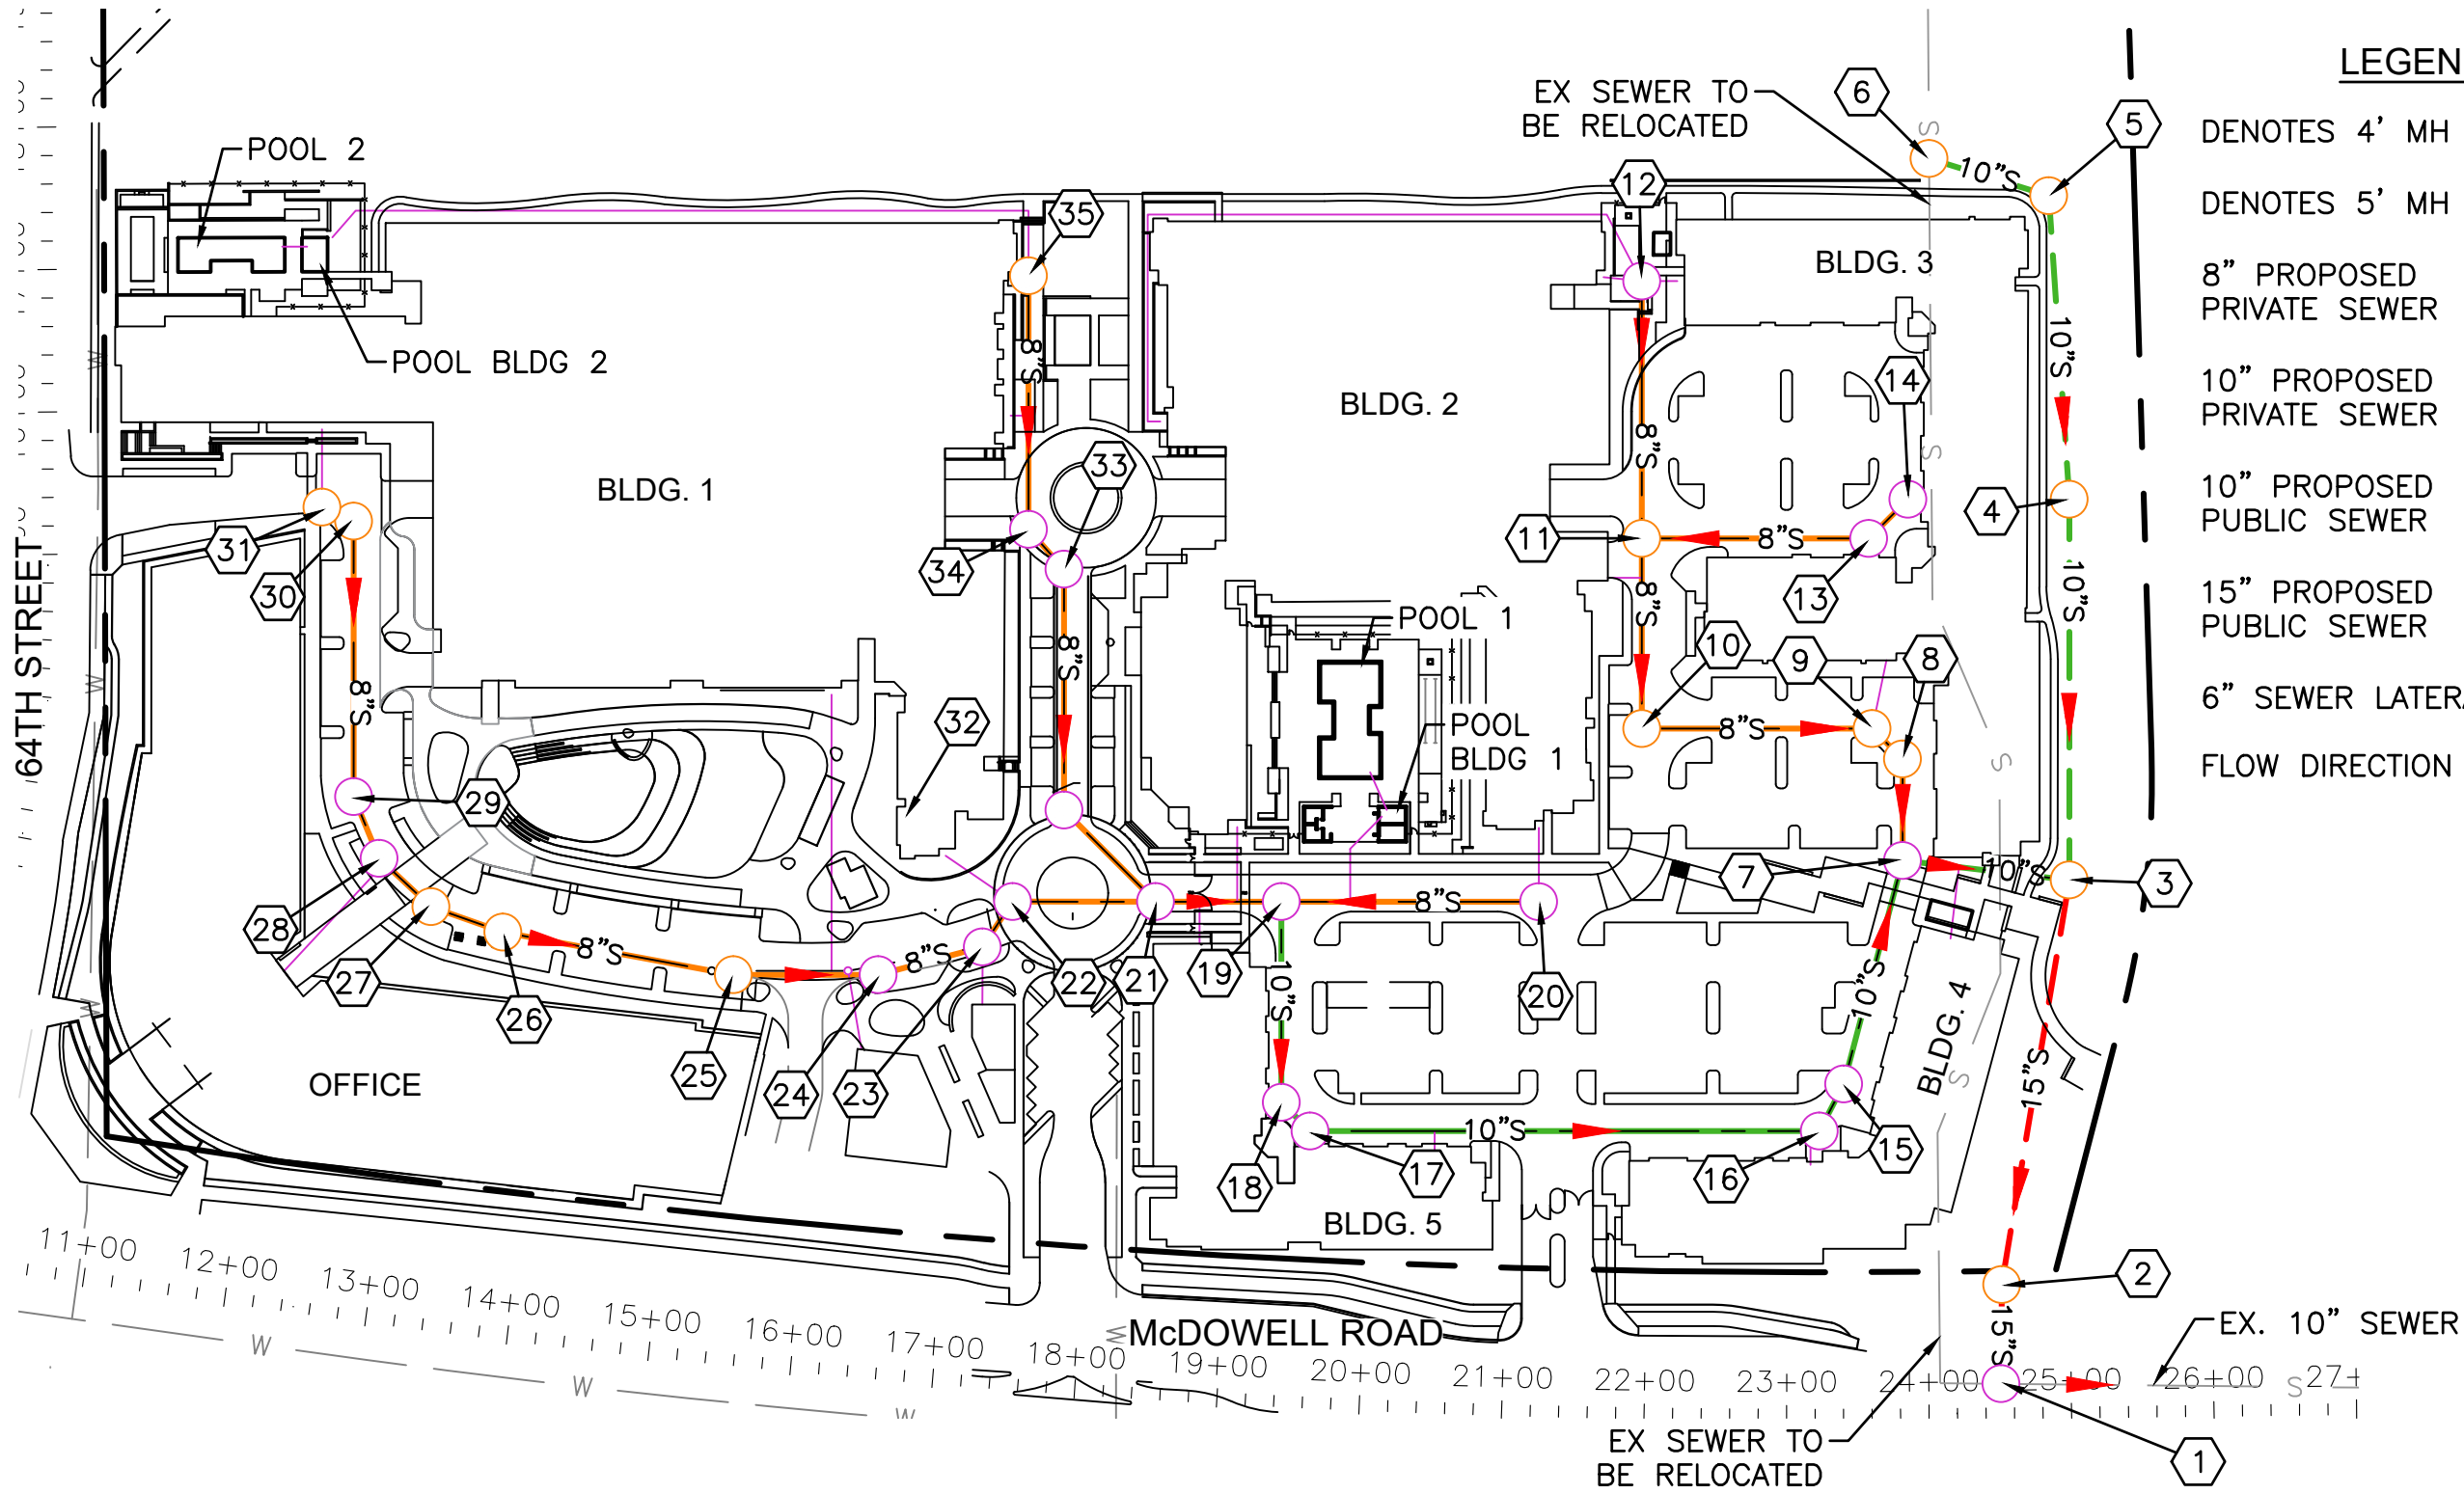 LEGEN
DENOTES 4' MH
DENOTES 5' MH
8" PROPOSED
PRIVATE SEWER
10" PROPOSED
PRIVATE SEWER
10" PROPOSED
PUBLIC SEWER
15" PROPOSED
PUBLIC SEWER
6" SEWER LATER
FLOW DIRECTION
EX SEWER TO
BE RELOCATED
6
5
S
10"S
12
POOL 2
35
BLDG. 3
POOL BLDG 2
8"S
10"S
14
W
BLDG. 2
BLDG. 1
33
8"S
S
4
31
34
11
8"S
13
30
64TH STREET
8"S
10"S
POOL 1
10
9
8
8"S
8"S
32
POOL
BLDG 1
8"S
W
S
29
7
10"S
3
28
8"S
27
8"S
8"S
22
21
19
20
10"S
10"S
26
W
25
24
23
OFFICE
BLDG. 4
15"S
S
10"S
15
18
17
16
BLDG. 5
2
11+00
12+00
13+00
14+00
15+00
16+00
17+00
18+00
19+00
20+00
21+00
22+00
23+00
24+00
25+00
26+00
27+
McDOWELL ROAD
W
W
W
W
15"S
EX. 10" SEWER
S
EX SEWER TO
BE RELOCATED
1